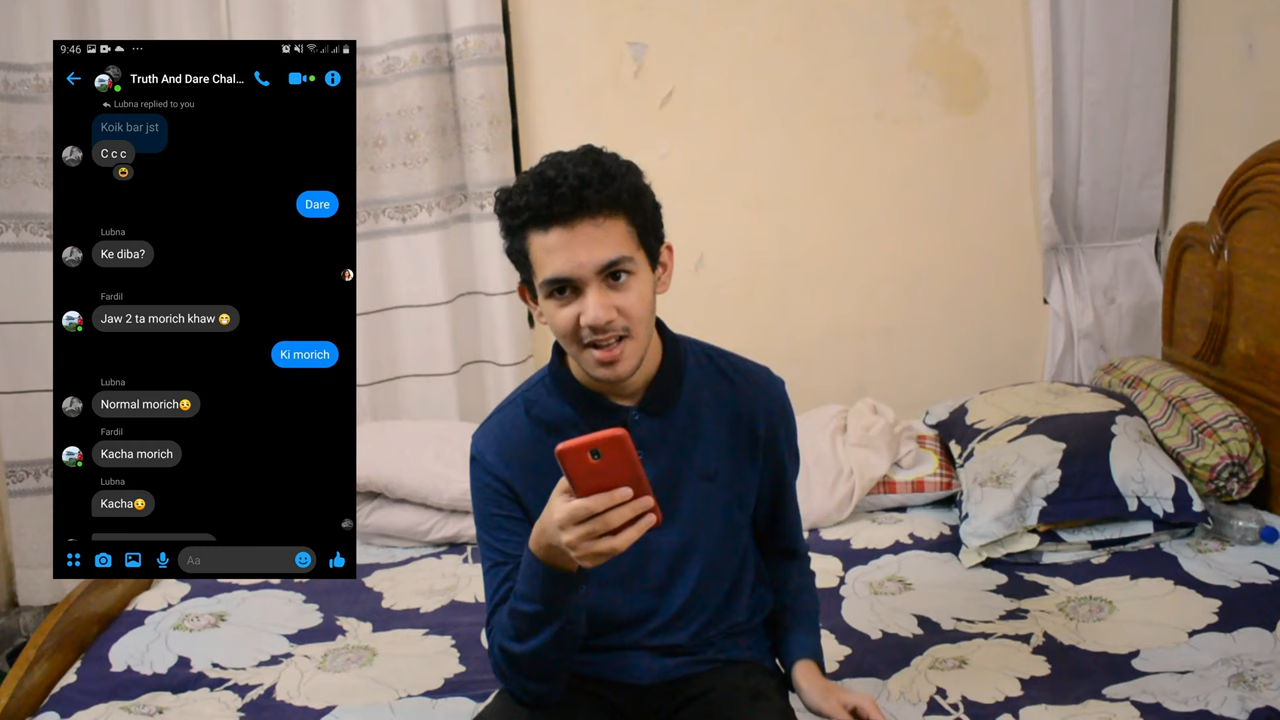 9:46
Truth And Dare Chal...
Lubna replied to you
Koik bar jst
C c c
Dare
Lubna
Ke diba?
Fardil
Jaw 2 ta morich khaw 😁
Ki morich
Lubna
Normal morich😒
Fardil
Kacha morich
Lubna
Kacha😒
Aa